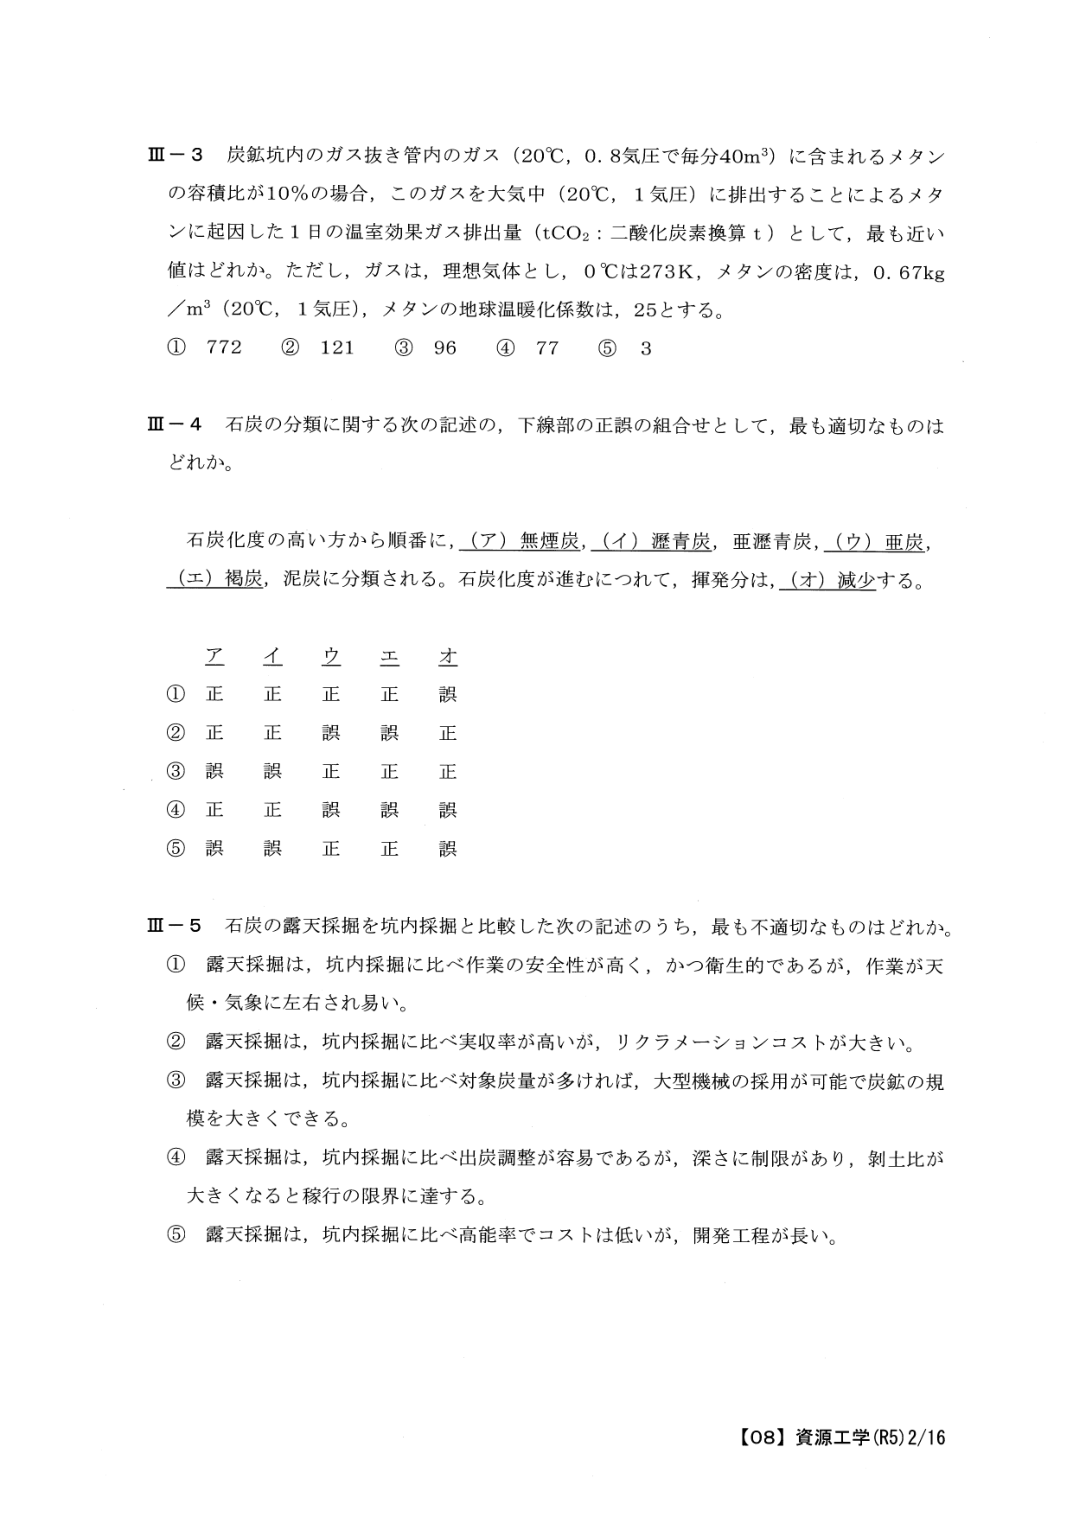 Ⅲ－3　炭鉱坑内のガス抜き管内のガス（20℃，0.8気圧で毎分40m³）に含まれるメタン
の容積比が10％の場合，このガスを大気中（20℃，1気圧）に排出することによるメタ
ンに起因した1日の温室効果ガス排出量（tCO₂：二酸化炭素換算t）として，最も近い
値はどれか。ただし，ガスは，理想気体とし，0℃は273K，メタンの密度は，0.67kg
／m³（20℃，1気圧），メタンの地球温暖化係数は，25とする。
①　772　②　121　③　96　④　77　⑤　3
Ⅲ－4　石炭の分類に関する次の記述の，下線部の正誤の組合せとして，最も適切なものは
どれか。
石炭化度の高い方から順番に，（ア）無煙炭，（イ）瀝青炭，亜瀝青炭，（ウ）亜炭，
（エ）褐炭，泥炭に分類される。石炭化度が進むにつれて，揮発分は，（オ）減少する。
ア　イ　ウ　エ　オ
①　正　正　正　正　誤
②　正　正　誤　誤　正
③　誤　誤　正　正　正
④　正　正　誤　誤　誤
⑤　誤　誤　正　正　誤
Ⅲ－5　石炭の露天採掘を坑内採掘と比較した次の記述のうち，最も不適切なものはどれか。
①　露天採掘は，坑内採掘に比べ作業の安全性が高く，かつ衛生的であるが，作業が天
候・気象に左右され易い。
②　露天採掘は，坑内採掘に比べ実収率が高いが，リクラメーションコストが大きい。
③　露天採掘は，坑内採掘に比べ対象炭量が多ければ，大型機械の採用が可能で炭鉱の規
模を大きくできる。
④　露天採掘は，坑内採掘に比べ出炭調整が容易であるが，深さに制限があり，剝土比が
大きくなると稼行の限界に達する。
⑤　露天採掘は，坑内採掘に比べ高能率でコストは低いが，開発工程が長い。
【08】資源工学(R5)2/16